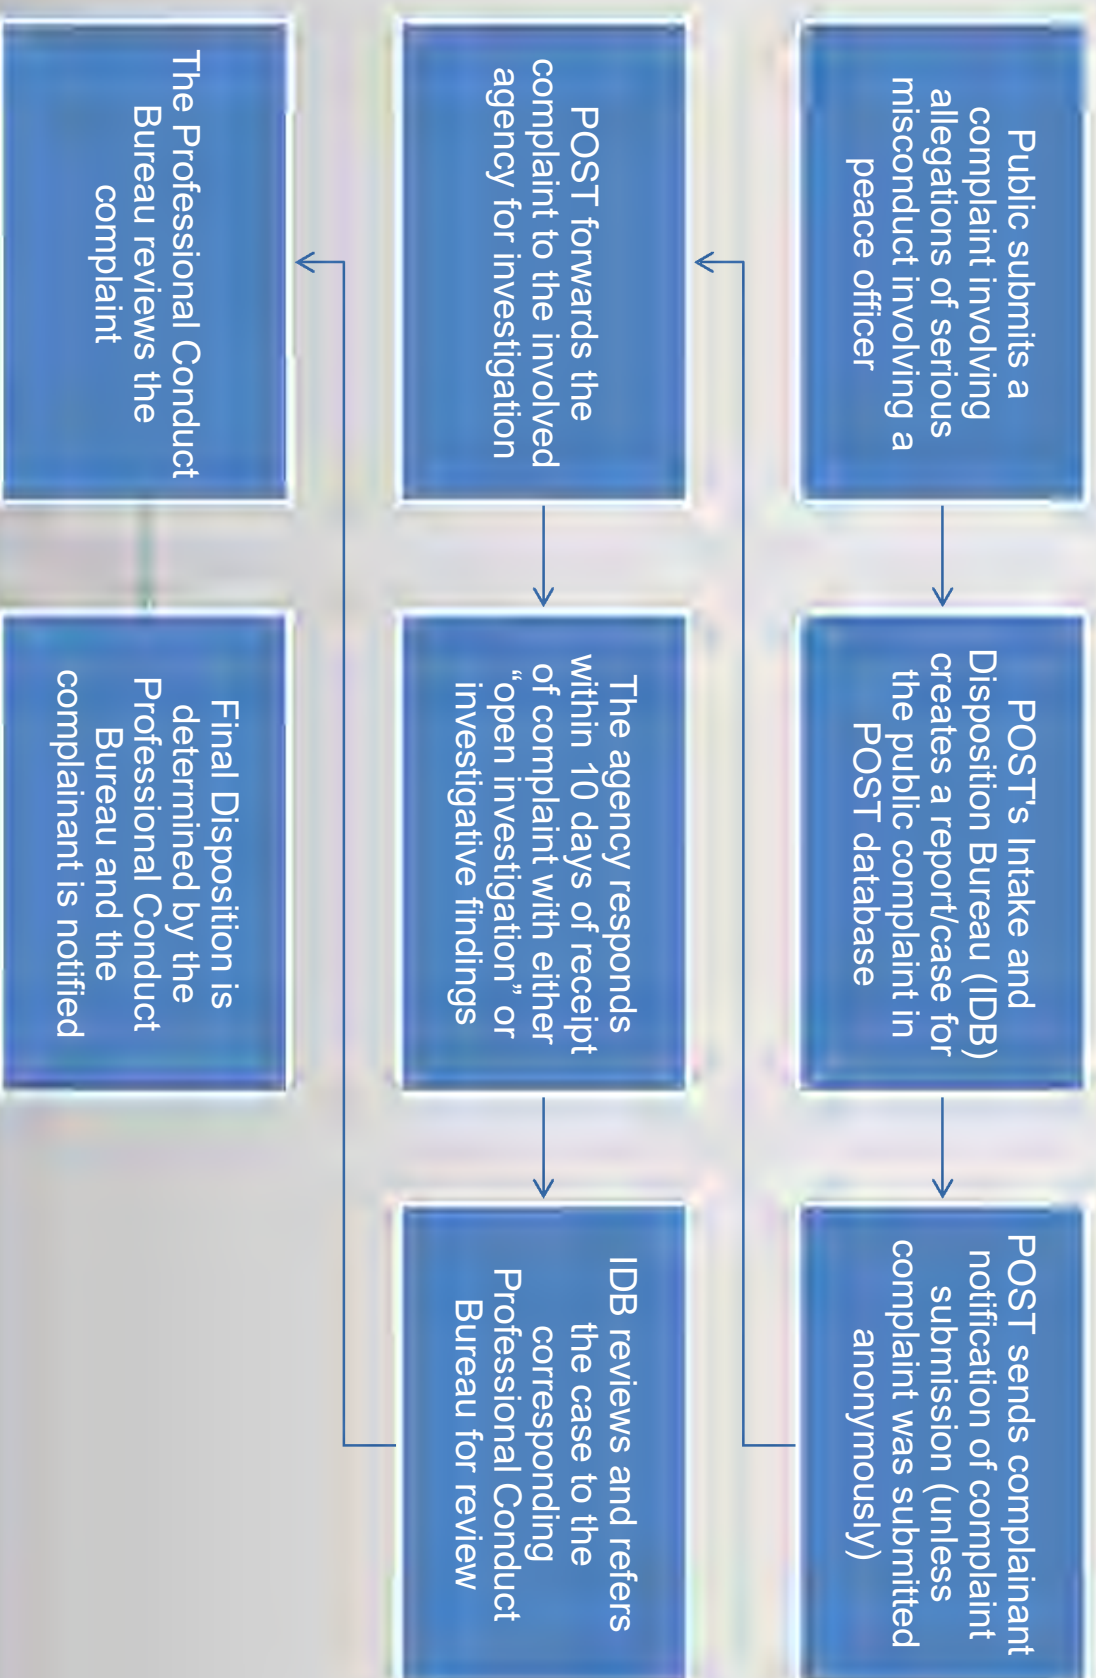 Public submits a
complaint involving
allegations of serious
misconduct involving a
peace officer
POST's Intake and
Disposition Bureau (IDB)
creates a report/case for
the public complaint in
POST database
POST sends complainant
notification of complaint
submission (unless
complaint was submitted
anonymously)
POST forwards the
complaint to the involved
agency for investigation
The agency responds
within 10 days of receipt
of complaint with either
“open investigation” or
investigative findings
IDB reviews and refers
the case to the
corresponding
Professional Conduct
Bureau for review
The Professional Conduct
Bureau reviews the
complaint
Final Disposition is
determined by the
Professional Conduct
Bureau and the
complainant is notified